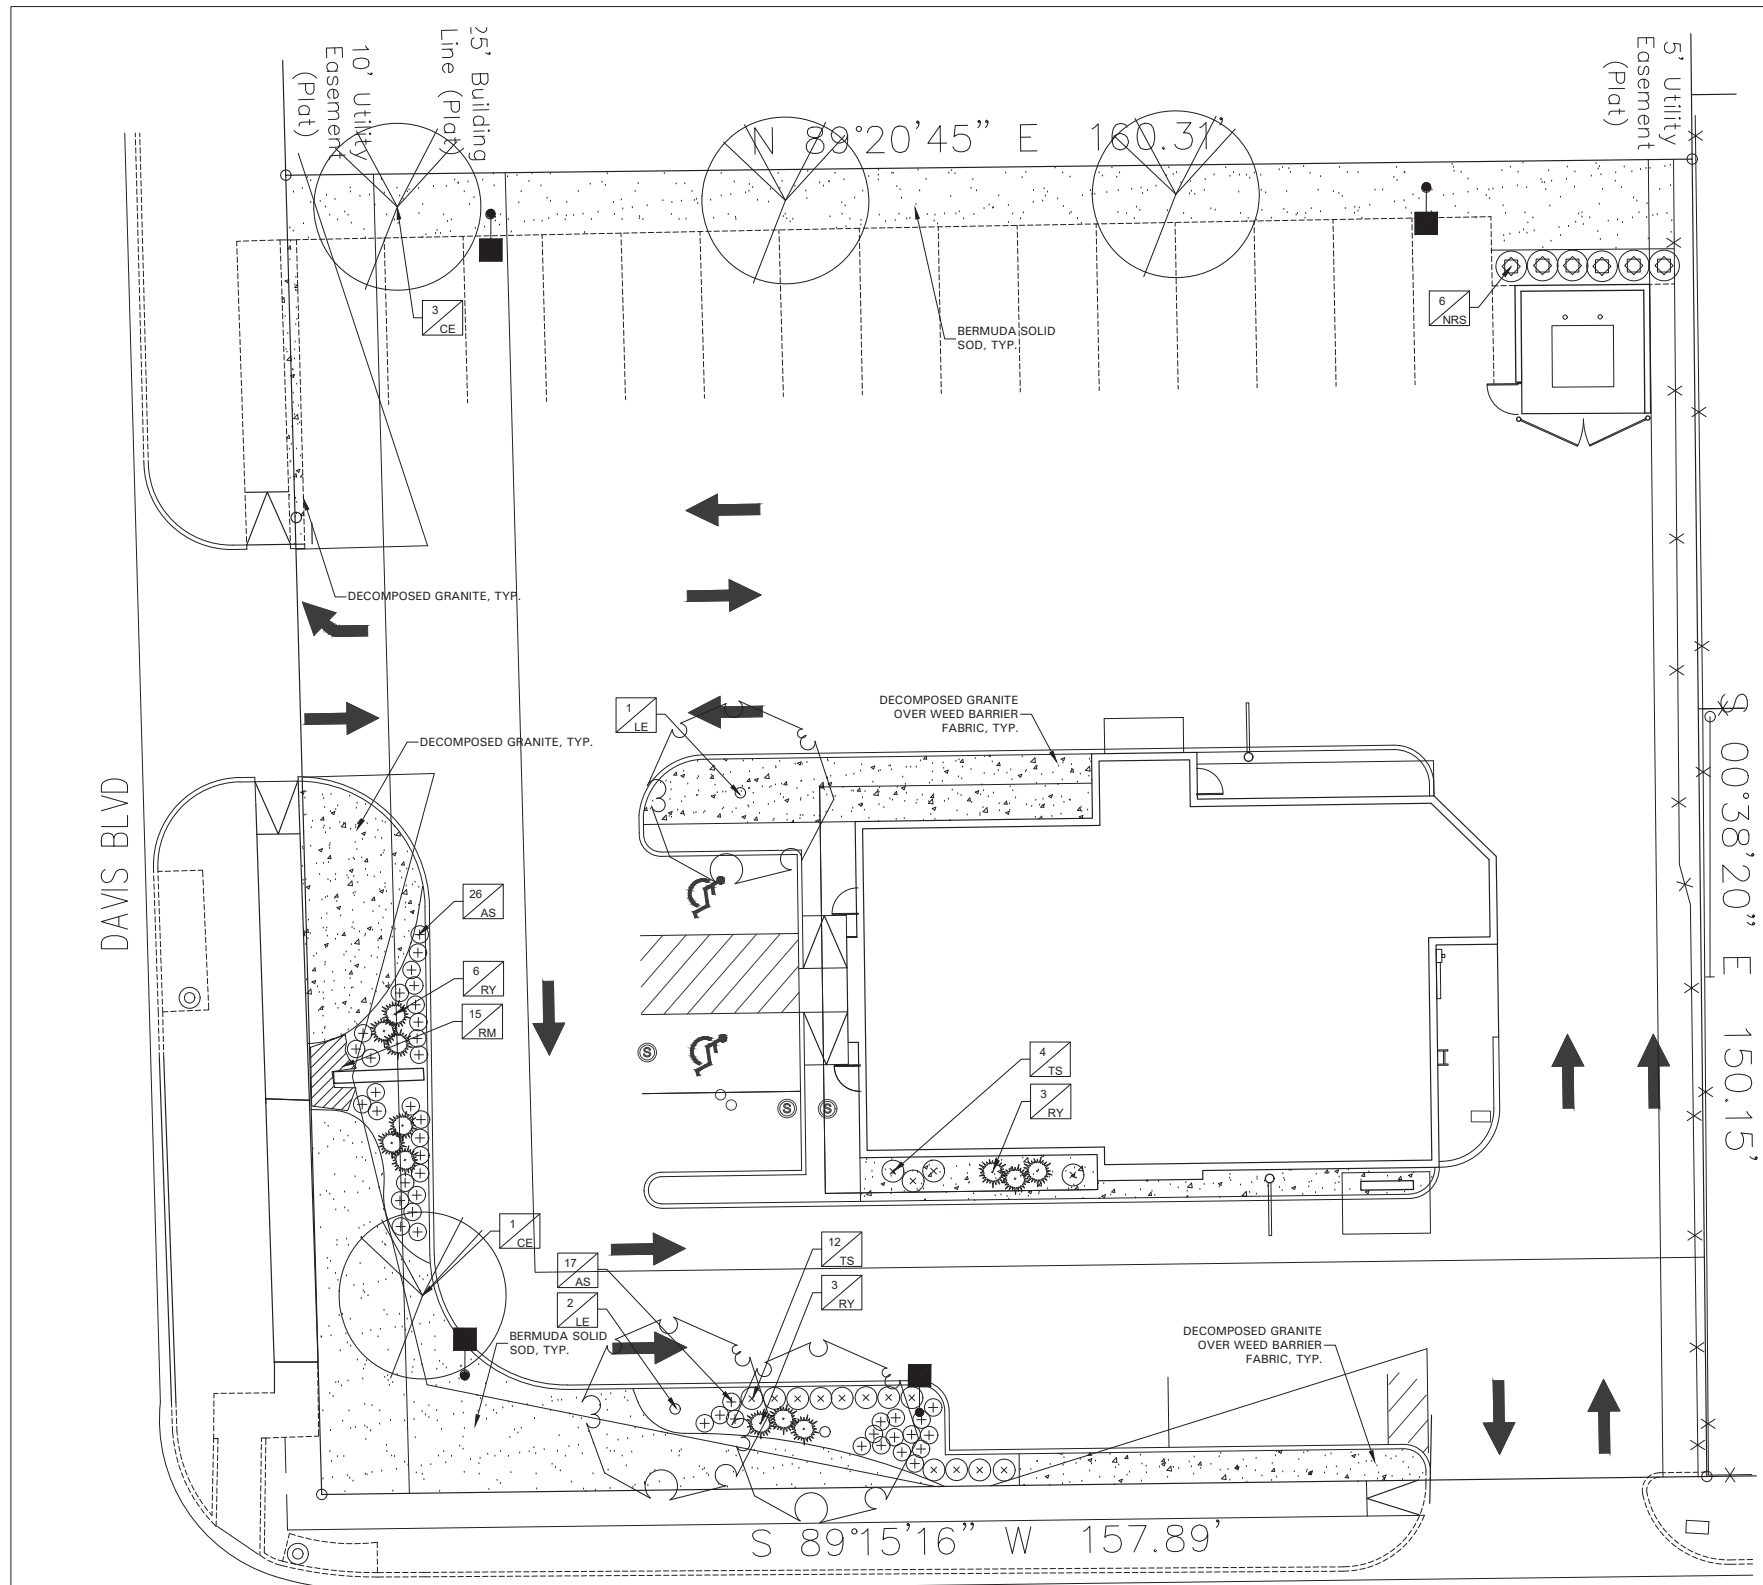 25' Building
Line (Plat)
10' Utility
Easement
(Plat)
5' Utility
Easement
(Plat)
N 89°20'45" E 160.31'
3
CE
6
NRS
BERMUDA SOLID
SOD, TYP.
DECOMPOSED GRANITE, TYP.
1
LE
DECOMPOSED GRANITE
OVER WEED BARRIER
FABRIC, TYP.
DECOMPOSED GRANITE, TYP.
DAVIS BLVD
S 00°38'20" E 150.15'
26
AS
6
RY
15
RM
S
S
S
4
TS
3
RY
1
CE
17
AS
2
LE
12
TS
3
RY
BERMUDA SOLID
SOD, TYP.
DECOMPOSED GRANITE
OVER WEED BARRIER
FABRIC, TYP.
S 89°15'16" W 157.89'